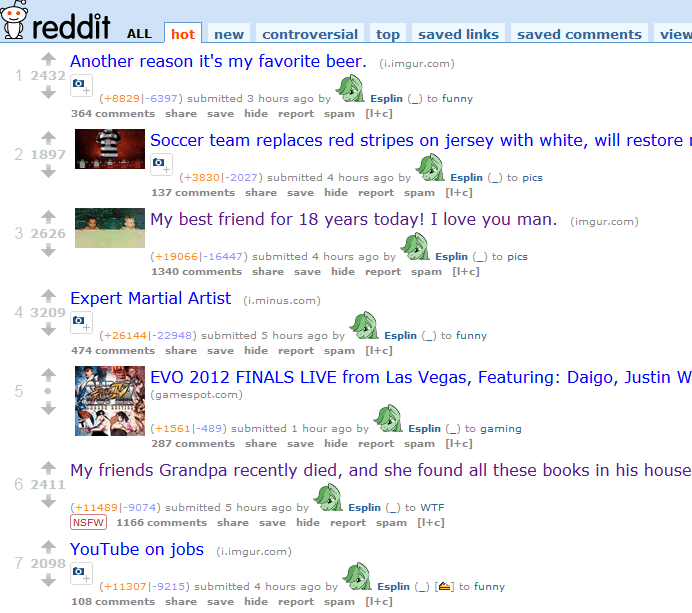 reddit ALL hot new controversial top saved links saved comments view
1 2432 Another reason it's my favorite beer. (i.imgur.com)
(+8829|-6397) submitted 3 hours ago by Esplin (_) to funny
364 comments share save hide report spam [l+c]
2 1897 Soccer team replaces red stripes on jersey with white, will restore
(+3830|-2027) submitted 4 hours ago by Esplin (_) to pics
137 comments share save hide report spam [l+c]
3 2626 My best friend for 18 years today! I love you man. (imgur.com)
(+19066|-16447) submitted 4 hours ago by Esplin (_) to pics
1340 comments share save hide report spam [l+c]
4 3209 Expert Martial Artist (i.minus.com)
(+26144|-22948) submitted 5 hours ago by Esplin (_) to funny
474 comments share save hide report spam [l+c]
5 • EVO 2012 FINALS LIVE from Las Vegas, Featuring: Daigo, Justin W
(gamespot.com)
(+1561|-489) submitted 1 hour ago by Esplin (_) to gaming
287 comments share save hide report spam [l+c]
6 2411 My friends Grandpa recently died, and she found all these books in his house
(+11489|-9074) submitted 5 hours ago by Esplin (_) to WTF
NSFW 1166 comments share save hide report spam [l+c]
7 2098 YouTube on jobs (i.imgur.com)
(+11307|-9215) submitted 4 hours ago by Esplin (_) [] to funny
108 comments share save hide report spam [l+c]